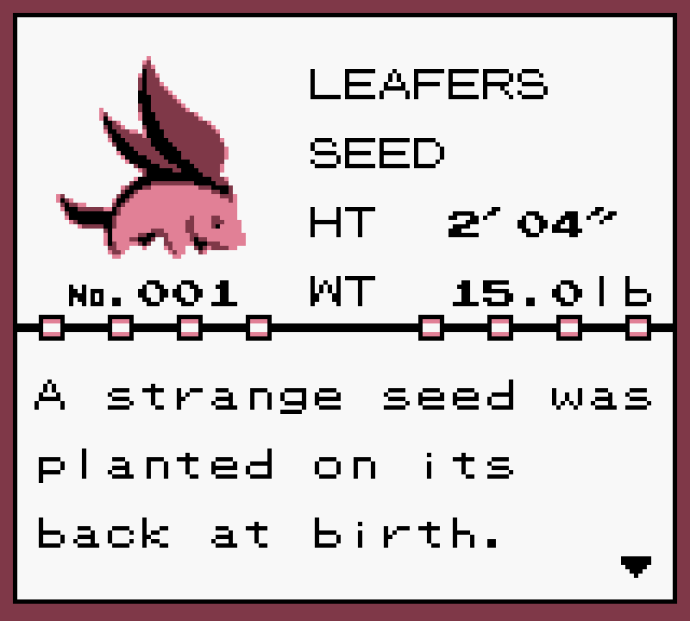 LEAFERS
SEED
HT 2′04″
No.001 WT 15.0lb
A strange seed was
planted on its
back at birth.